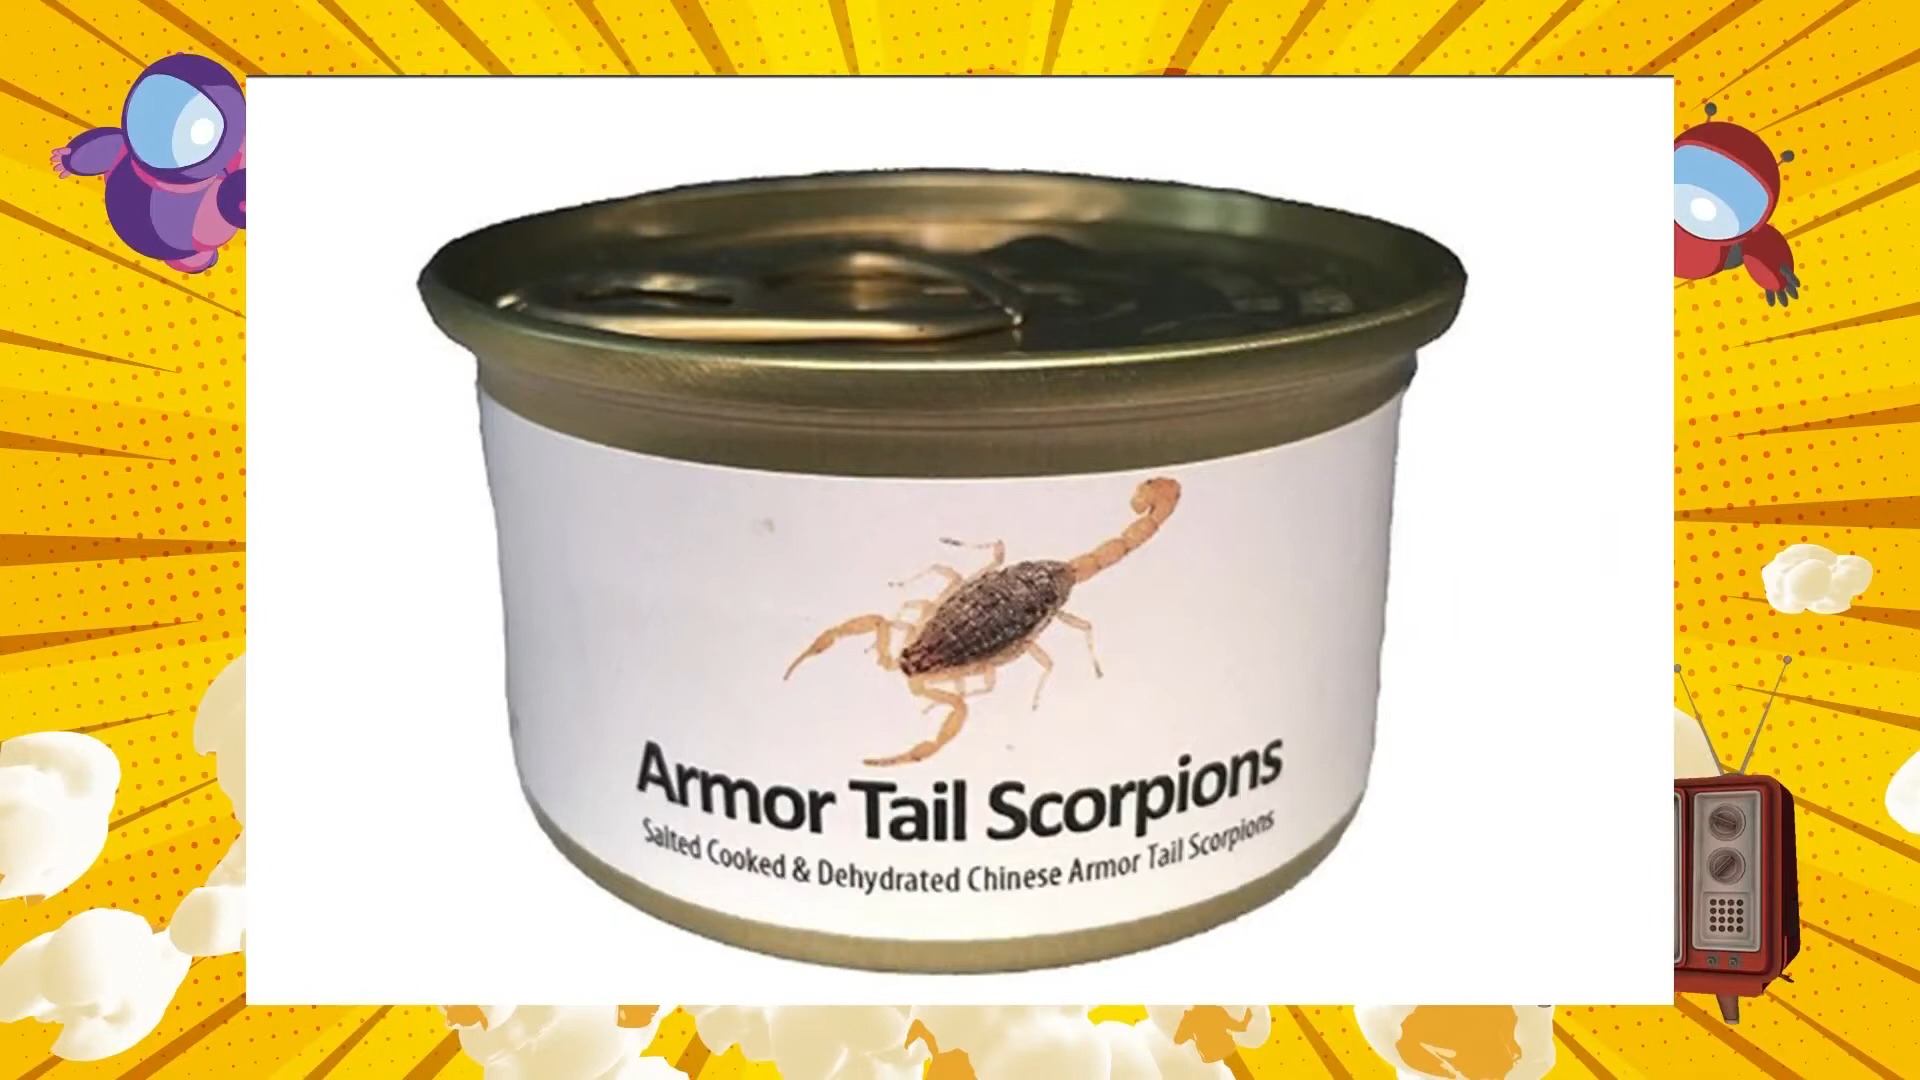 Armor Tail Scorpions
Salted Cooked & Dehydrated Chinese Armor Tail Scorpions